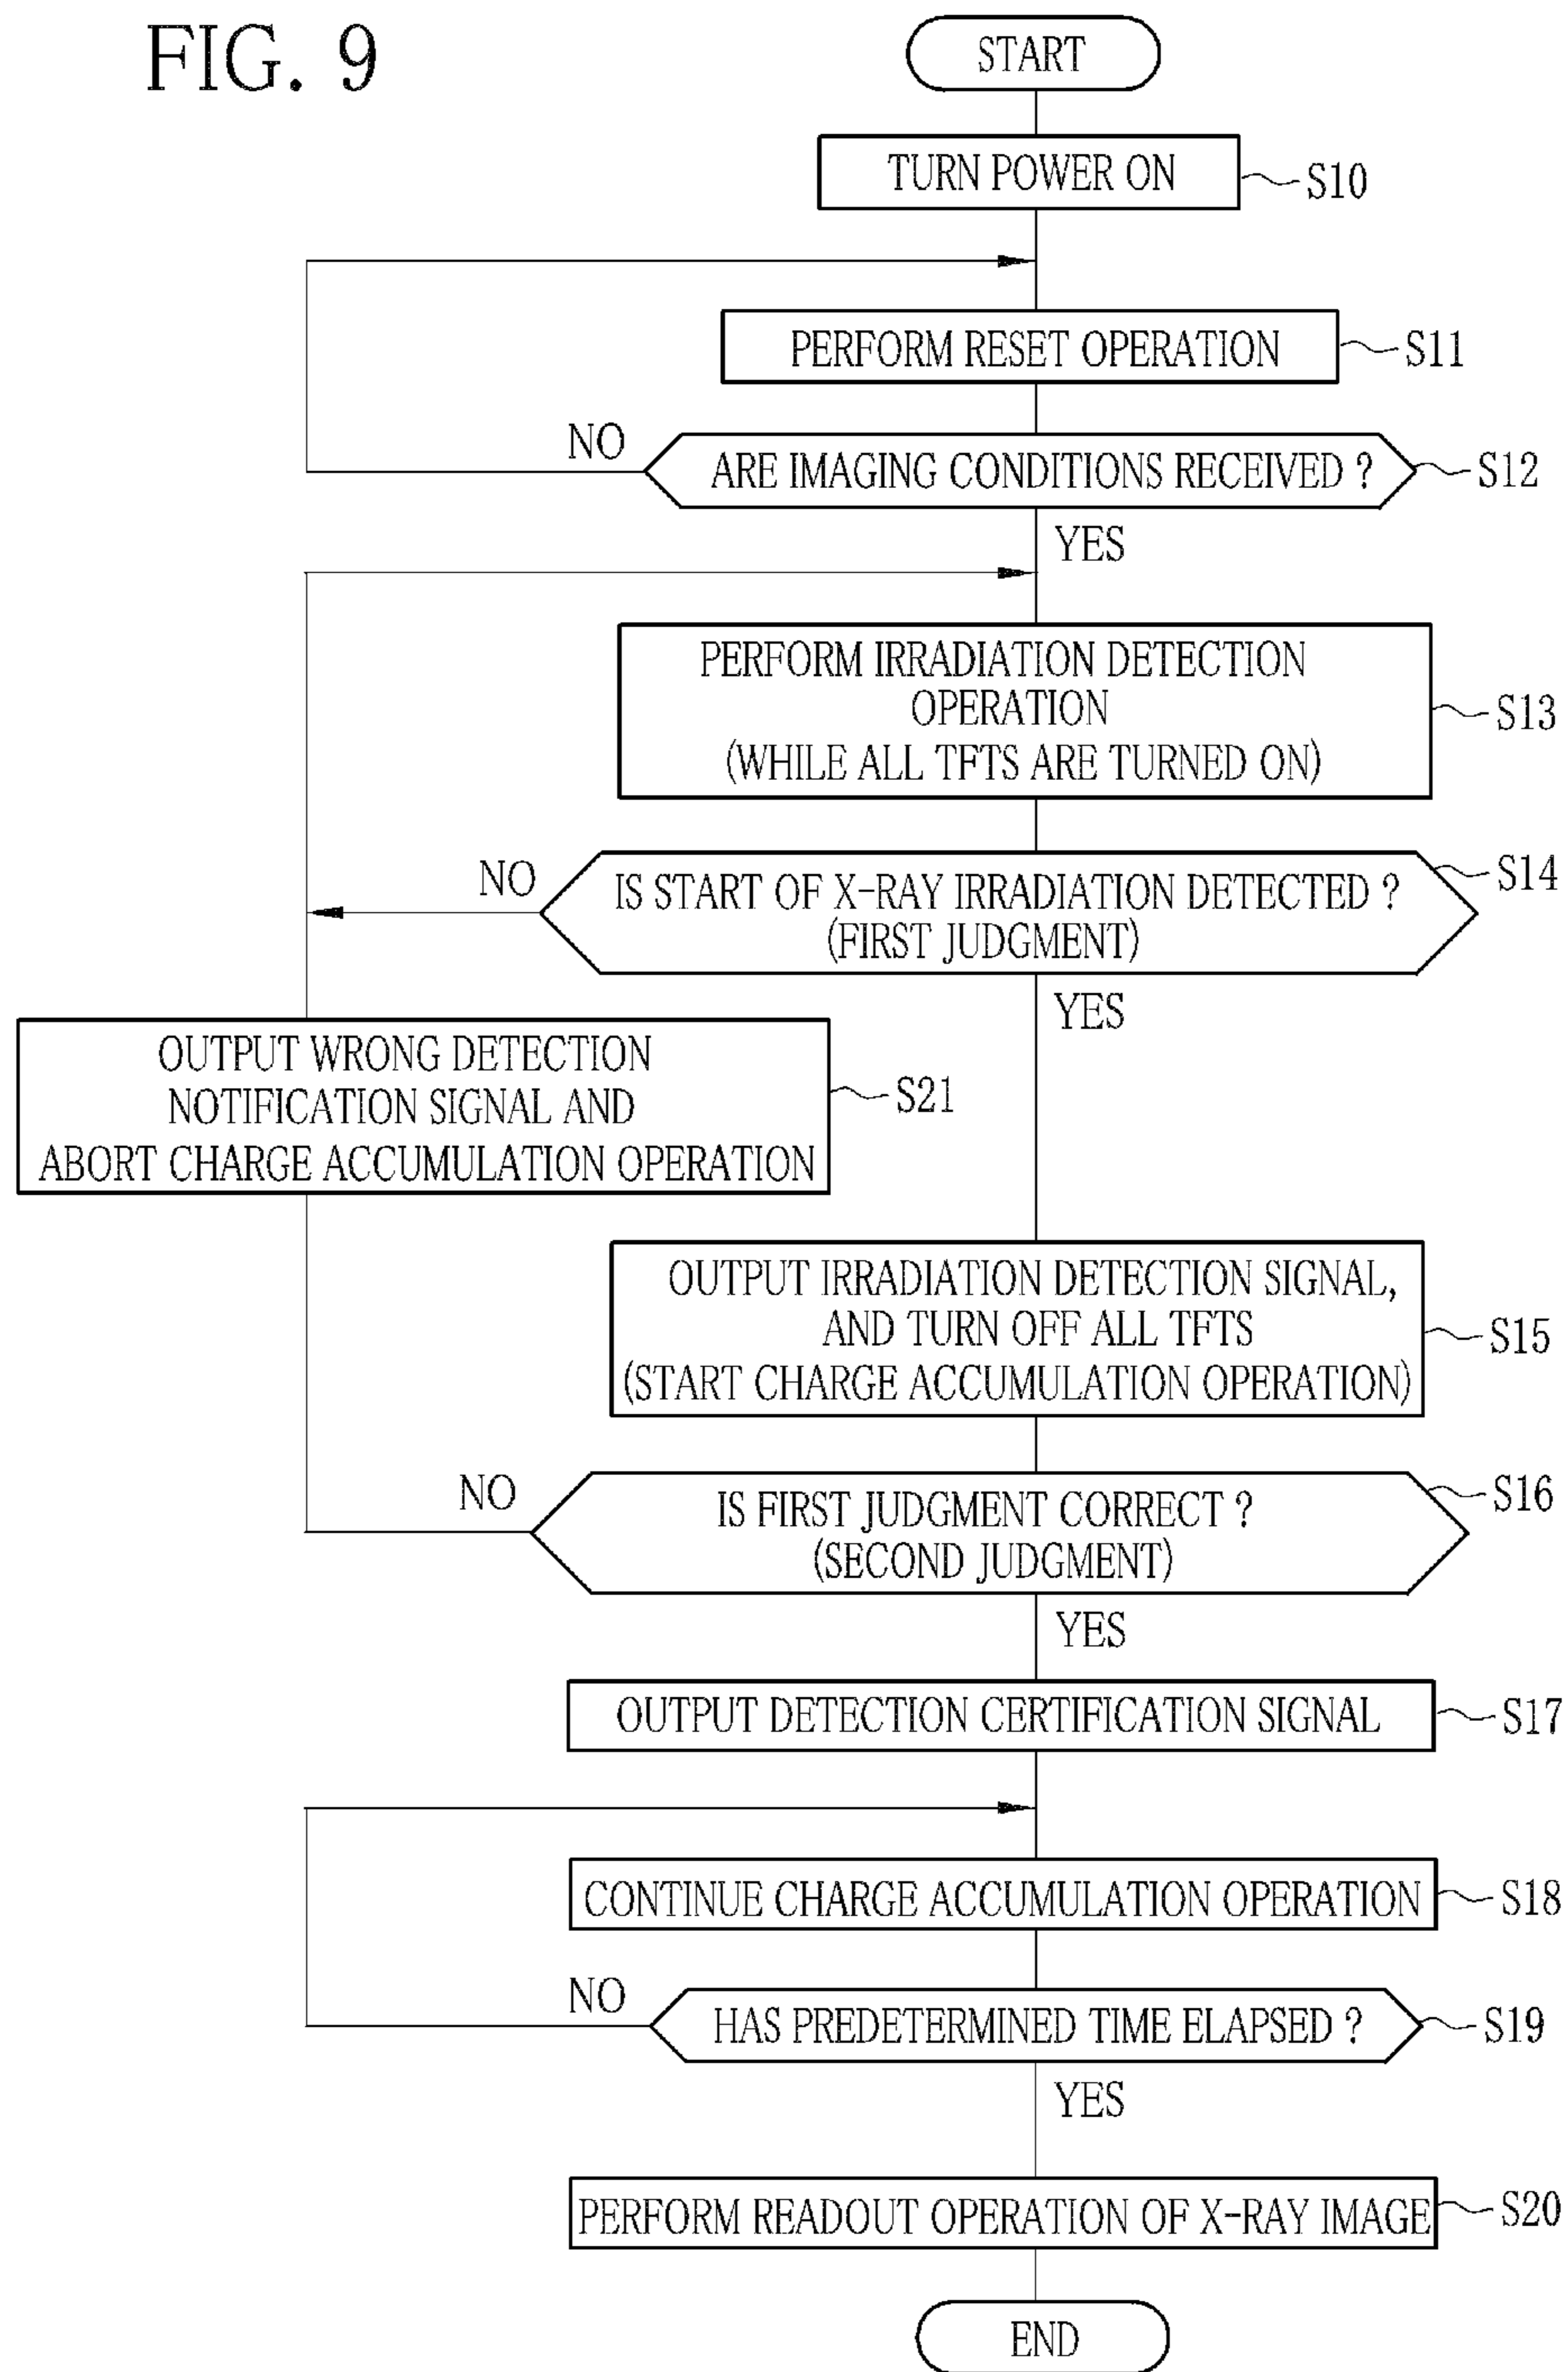 FIG. 9
START
TURN POWER ON
S10
PERFORM RESET OPERATION
S11
NO
ARE IMAGING CONDITIONS RECEIVED ?
S12
YES
PERFORM IRRADIATION DETECTION
OPERATION
(WHILE ALL TFTS ARE TURNED ON)
S13
NO
IS START OF X-RAY IRRADIATION DETECTED ?
(FIRST JUDGMENT)
S14
YES
OUTPUT WRONG DETECTION
NOTIFICATION SIGNAL AND
ABORT CHARGE ACCUMULATION OPERATION
S21
OUTPUT IRRADIATION DETECTION SIGNAL,
AND TURN OFF ALL TFTS
(START CHARGE ACCUMULATION OPERATION)
S15
NO
IS FIRST JUDGMENT CORRECT ?
(SECOND JUDGMENT)
S16
YES
OUTPUT DETECTION CERTIFICATION SIGNAL
S17
CONTINUE CHARGE ACCUMULATION OPERATION
S18
NO
HAS PREDETERMINED TIME ELAPSED ?
S19
YES
PERFORM READOUT OPERATION OF X-RAY IMAGE
S20
END